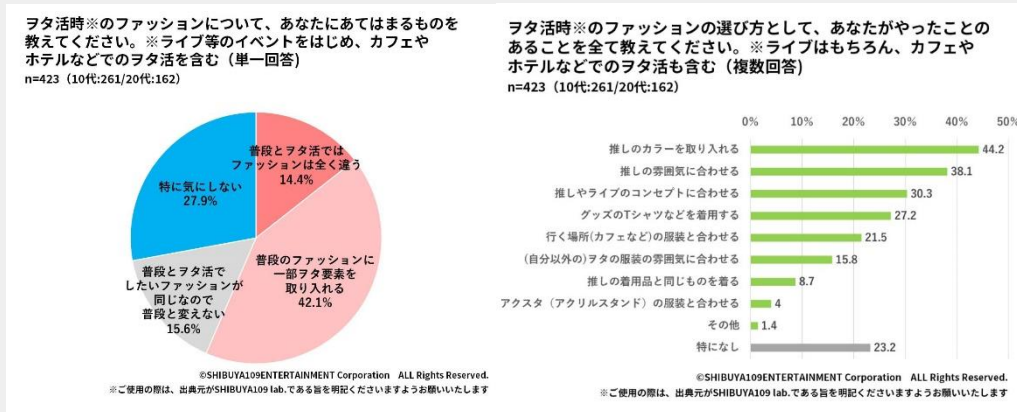 ヲタ活時※のファッションについて、あなたにあてはまるものを
教えてください。※ライブ等のイベントをはじめ、カフェや
ホテルなどでのヲタ活を含む（単一回答)
n=423（10代:261/20代:162）
普段とヲタ活では
ファッションは全く違う
14.4%
特に気にしない
27.9%
普段のファッションに
一部ヲタ要素を
取り入れる
42.1%
普段とヲタ活で
したいファッションが
同じなので
普段と変えない
15.6%
©SHIBUYA109ENTERTAINMENT Corporation ALL Rights Reserved.
※ご使用の際は、出典元がSHIBUYA109 lab.である旨を明記くださいますようお願いいたします
ヲタ活時※のファッションの選び方として、あなたがやったことの
あることを全て教えてください。※ライブはもちろん、カフェや
ホテルなどでのヲタ活も含む（複数回答）
n=423（10代:261/20代:162）
0% 10% 20% 30% 40% 50%
推しのカラーを取り入れる 44.2
推しの雰囲気に合わせる 38.1
推しやライブのコンセプトに合わせる 30.3
グッズのTシャツなどを着用する 27.2
行く場所(カフェなど)の服装と合わせる 21.5
(自分以外の)ヲタの服装の雰囲気に合わせる 15.8
推しの着用品と同じものを着る 8.7
アクスタ（アクリルスタンド）の服装と合わせる 4
その他 1.4
特になし 23.2
©SHIBUYA109ENTERTAINMENT Corporation ALL Rights Reserved.
※ご使用の際は、出典元がSHIBUYA109 lab.である旨を明記くださいますようお願いいたします